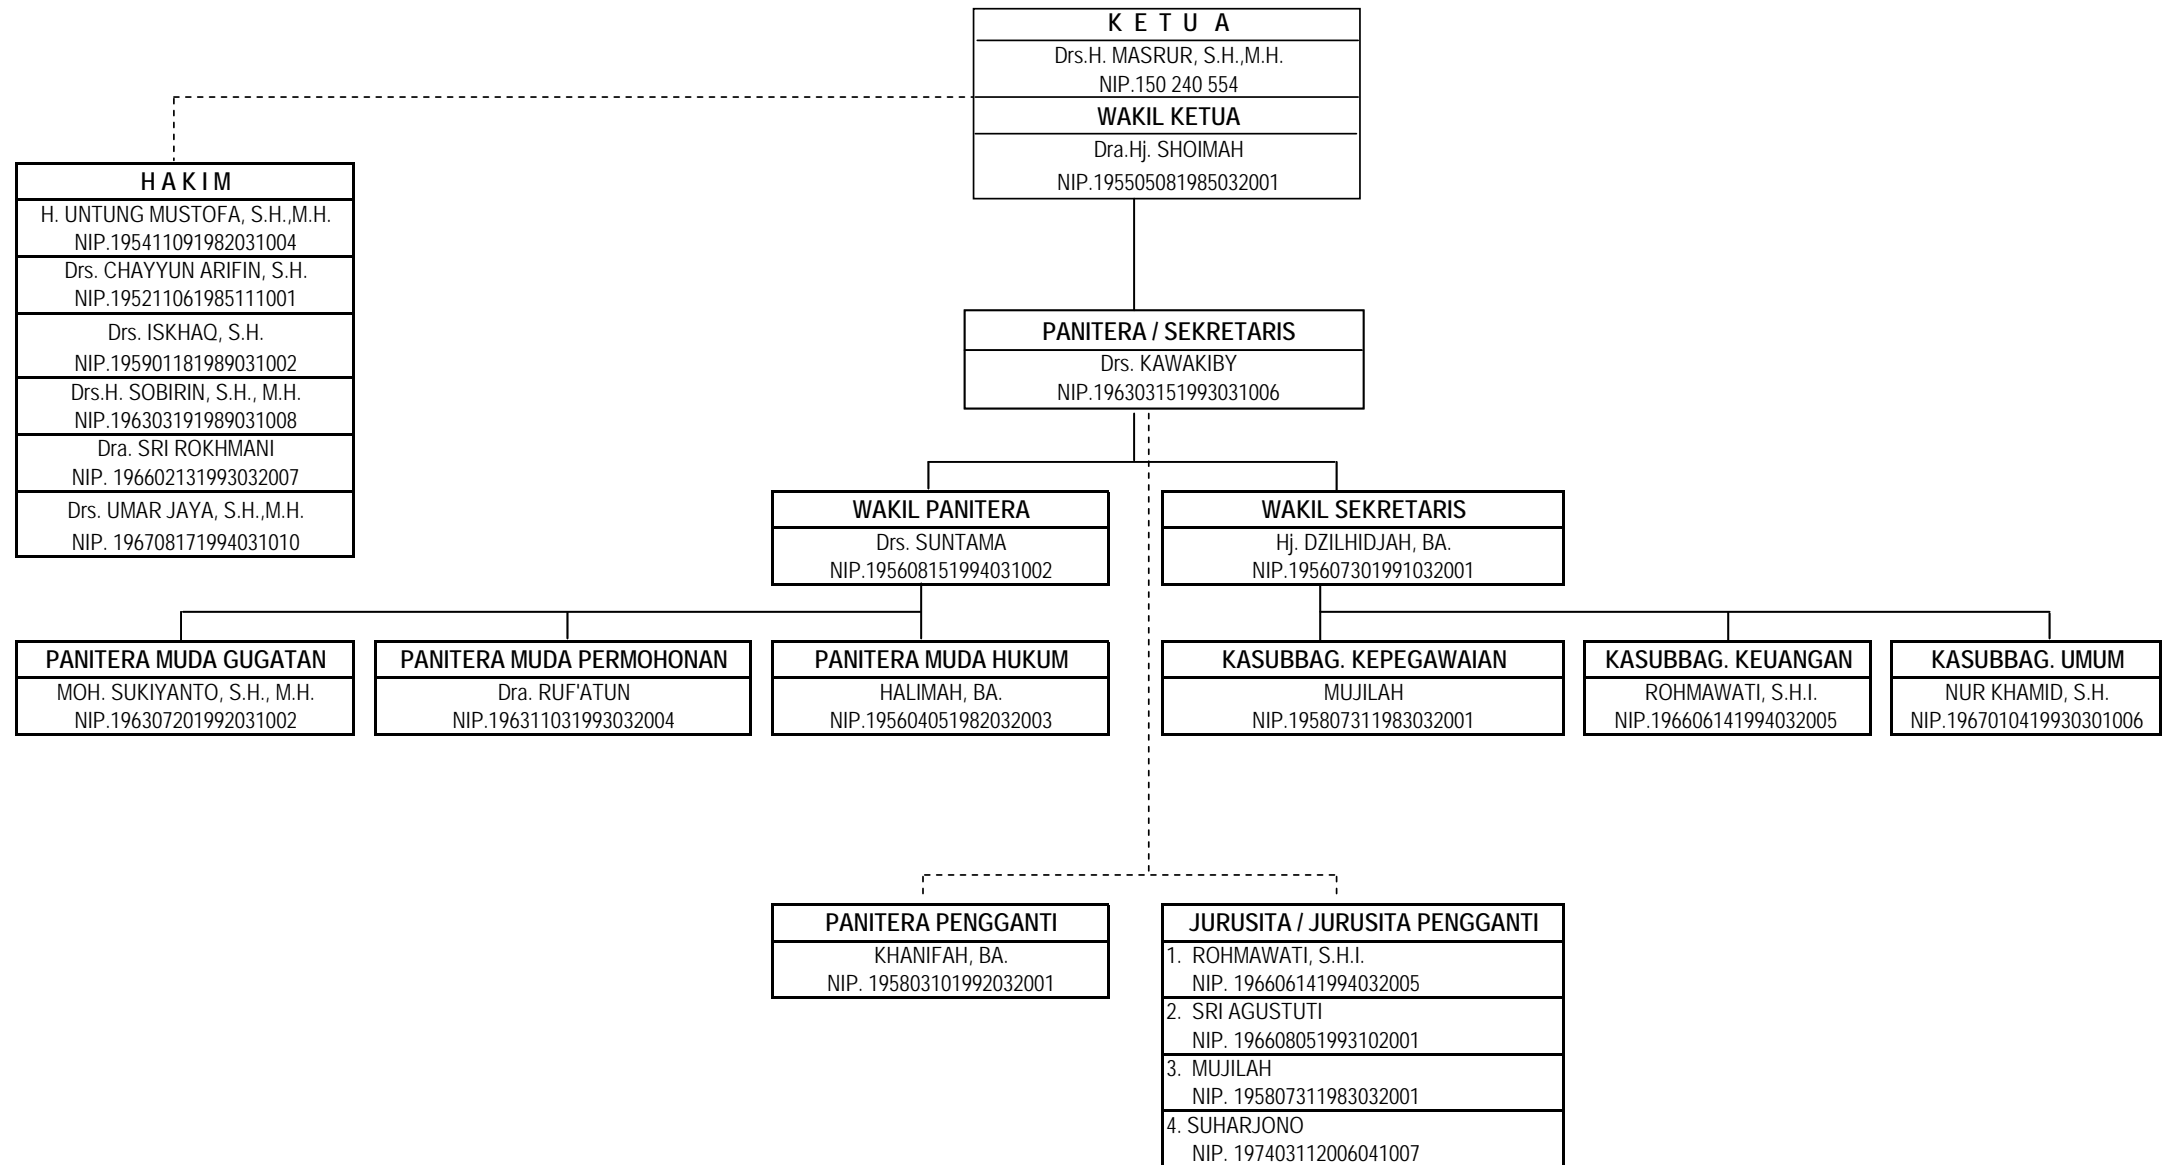 K E T U A
Drs.H. MASRUR, S.H.,M.H.
NIP.150 240 554
WAKIL KETUA
Dra.Hj. SHOIMAH
NIP.195505081985032001
H A K I M
H. UNTUNG MUSTOFA, S.H.,M.H.
NIP.195411091982031004
Drs. CHAYYUN ARIFIN, S.H.
NIP.195211061985111001
Drs. ISKHAQ, S.H.
NIP.195901181989031002
Drs.H. SOBIRIN, S.H., M.H.
NIP.196303191989031008
Dra. SRI ROKHMANI
NIP. 196602131993032007
Drs. UMAR JAYA, S.H.,M.H.
NIP. 196708171994031010
PANITERA / SEKRETARIS
Drs. KAWAKIBY
NIP.196303151993031006
WAKIL PANITERA
Drs. SUNTAMA
NIP.195608151994031002
WAKIL SEKRETARIS
Hj. DZILHIDJAH, BA.
NIP.195607301991032001
PANITERA MUDA GUGATAN
MOH. SUKIYANTO, S.H., M.H.
NIP.196307201992031002
PANITERA MUDA PERMOHONAN
Dra. RUF'ATUN
NIP.196311031993032004
PANITERA MUDA HUKUM
HALIMAH, BA.
NIP.195604051982032003
KASUBBAG. KEPEGAWAIAN
MUJILAH
NIP.195807311983032001
KASUBBAG. KEUANGAN
ROHMAWATI, S.H.I.
NIP.196606141994032005
KASUBBAG. UMUM
NUR KHAMID, S.H.
NIP.1967010419930301006
PANITERA PENGGANTI
KHANIFAH, BA.
NIP. 195803101992032001
JURUSITA / JURUSITA PENGGANTI
1. ROHMAWATI, S.H.I.
NIP. 196606141994032005
2. SRI AGUSTUTI
NIP. 196608051993102001
3. MUJILAH
NIP. 195807311983032001
4. SUHARJONO
NIP. 197403112006041007